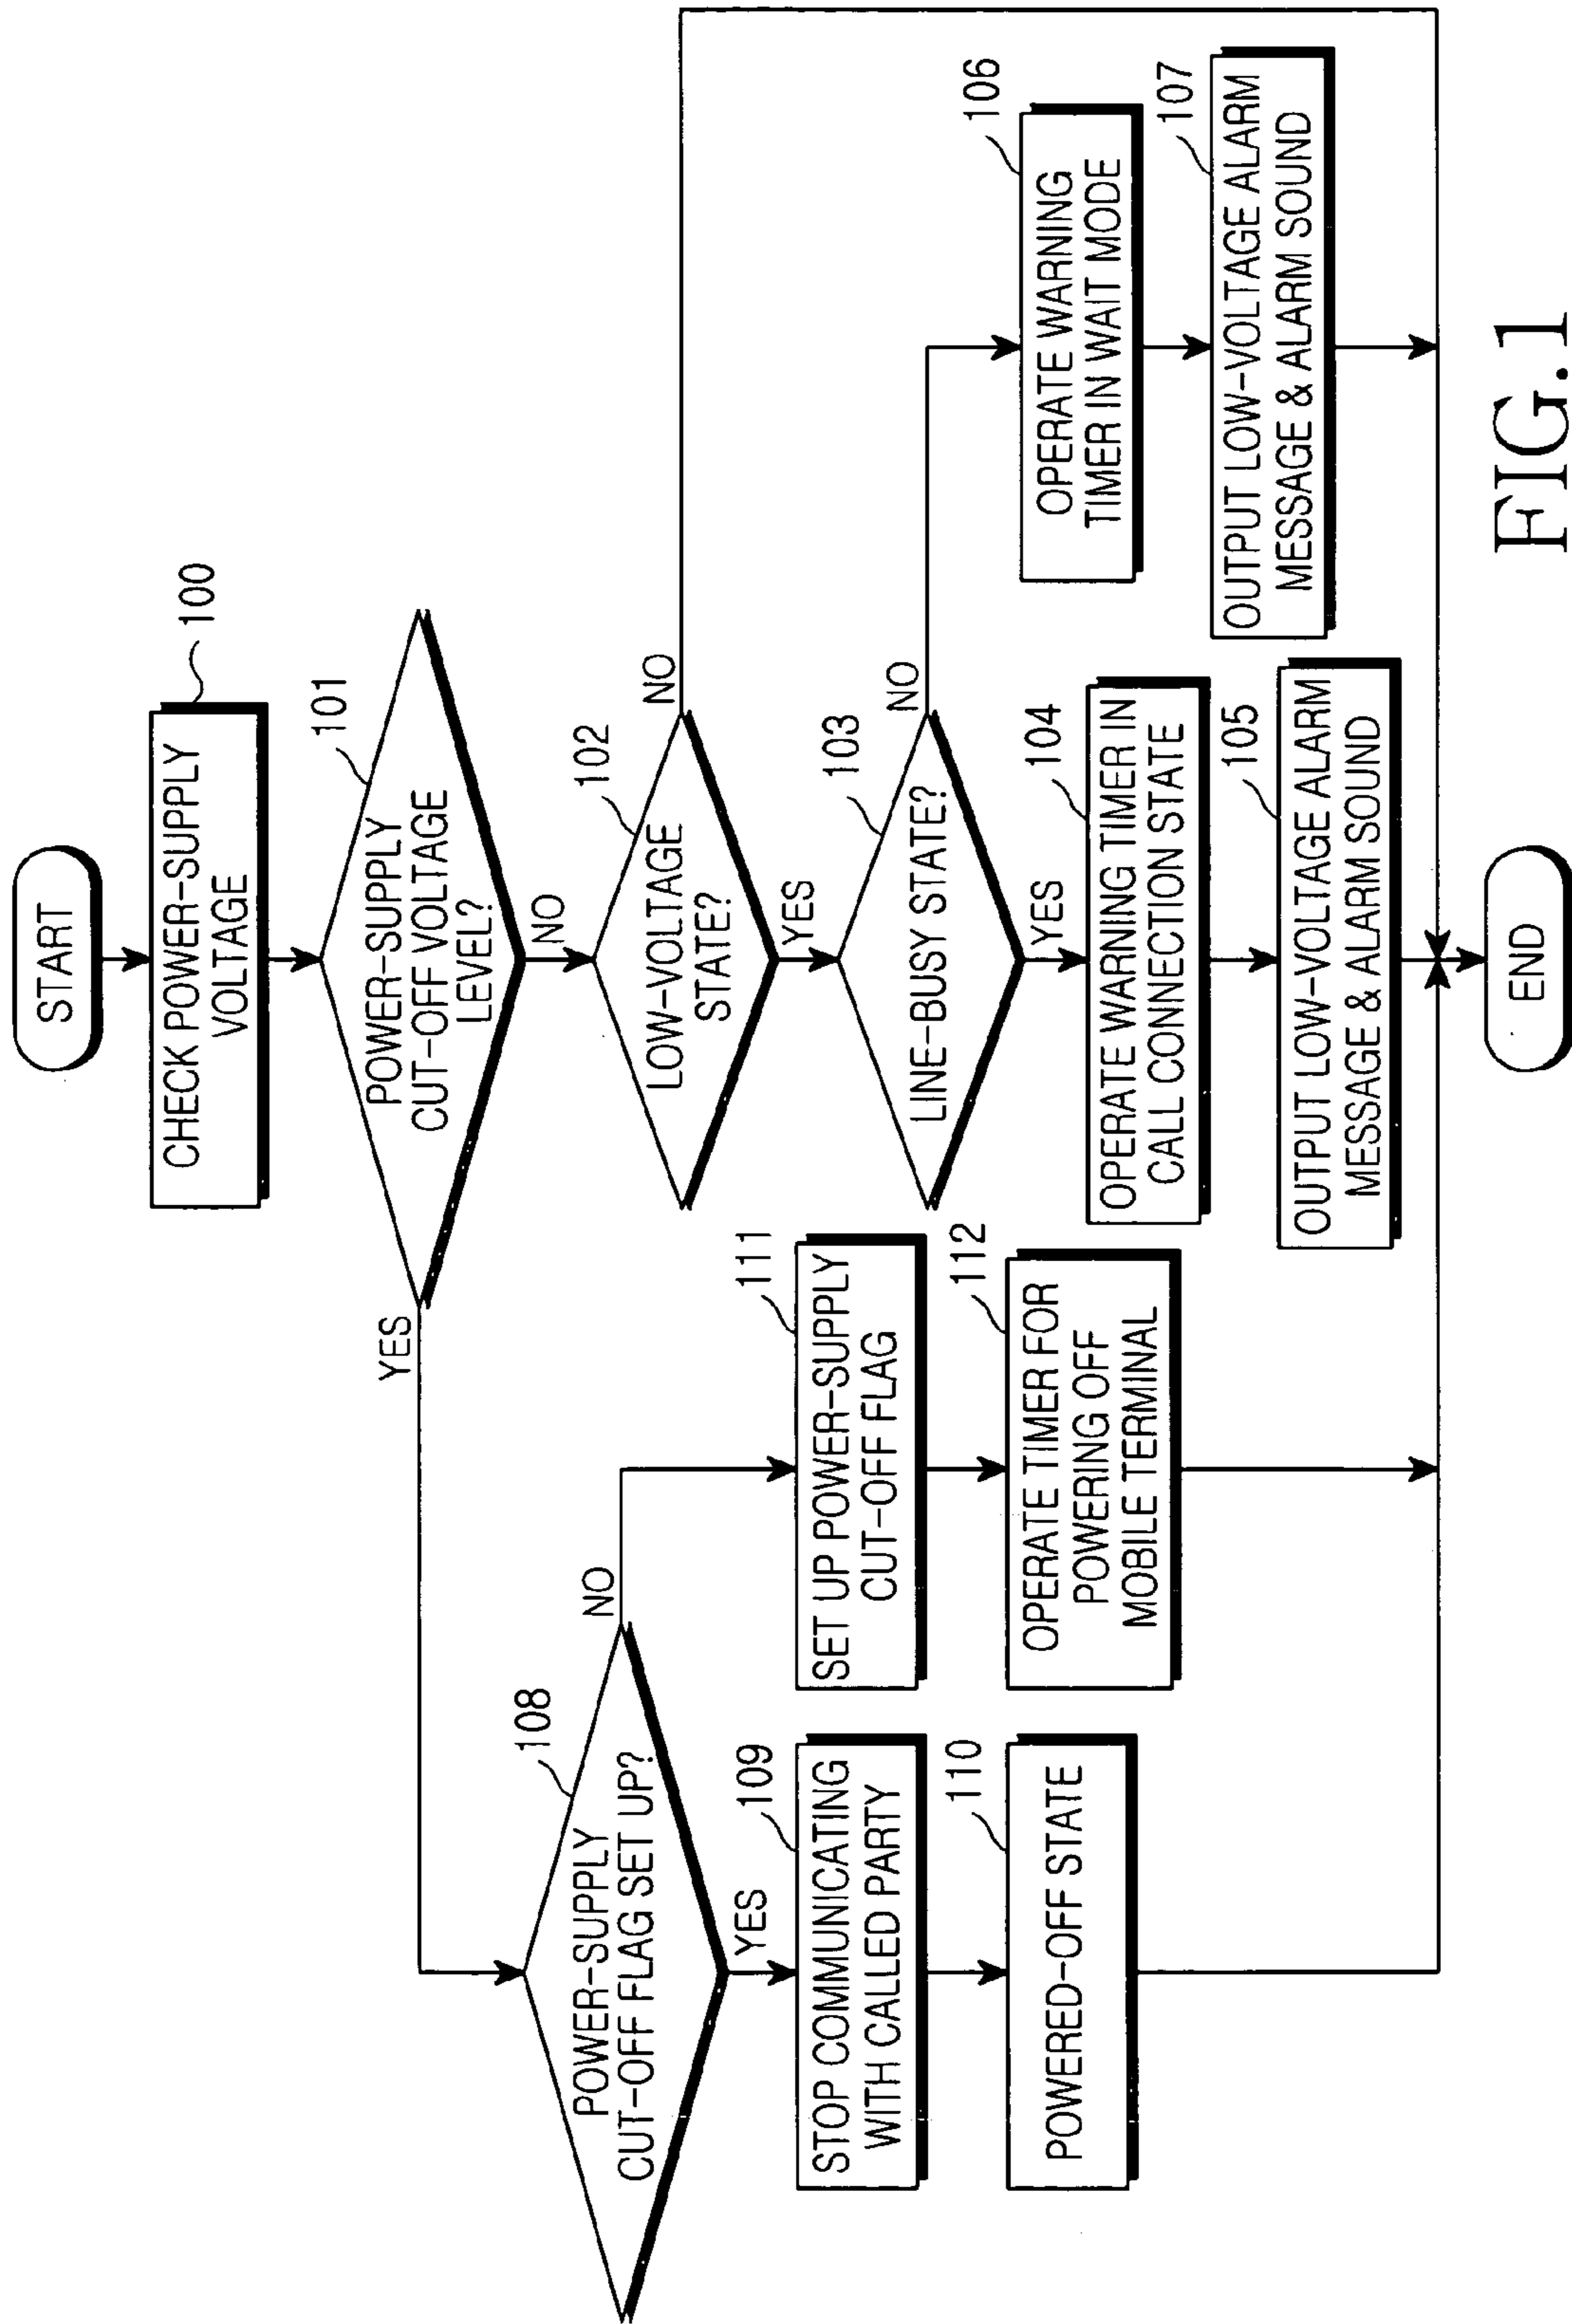 START
100
CHECK POWER-SUPPLY
VOLTAGE
101
POWER-SUPPLY
CUT-OFF VOLTAGE
LEVEL?
YES
NO
102
LOW-VOLTAGE
STATE?
NO
YES
103
LINE-BUSY STATE?
NO
YES
104
OPERATE WARNING TIMER IN
CALL CONNECTION STATE
105
OUTPUT LOW-VOLTAGE ALARM
MESSAGE & ALARM SOUND
106
OPERATE WARNING
TIMER IN WAIT MODE
107
OUTPUT LOW-VOLTAGE ALARM
MESSAGE & ALARM SOUND
108
POWER-SUPPLY
CUT-OFF FLAG SET UP?
NO
YES
109
STOP COMMUNICATING
WITH CALLED PARTY
110
POWERED-OFF STATE
111
SET UP POWER-SUPPLY
CUT-OFF FLAG
112
OPERATE TIMER FOR
POWERING OFF
MOBILE TERMINAL
END
FIG.1